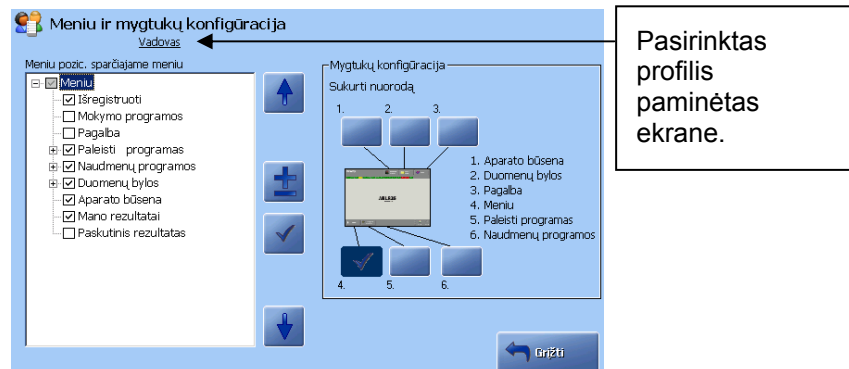 Meniu ir mygtukų konfigūracija
Vadovas
Meniu pozic. sparčiajame meniu
Meniu
Išregistruoti
Mokymo programos
Pagalba
Paleisti programas
Naudmenų programos
Duomenų bylos
Aparato būsena
Mano rezultatai
Paskutinis rezultatas
Mygtukų konfigūracija
Sukurti nuorodą
1. 2. 3.
1. Aparato būsena
2. Duomenų bylos
3. Pagalba
4. Meniu
5. Paleisti programas
6. Naudmenų programos
4. 5. 6.
Grįžti
Pasirinktas
profilis
paminėtas
ekrane.